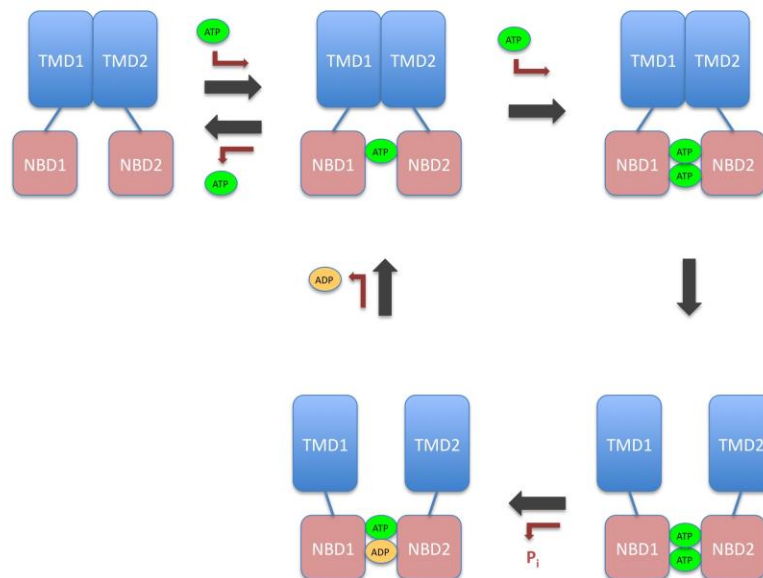 ATP
ATP
TMD1 TMD2
TMD1 TMD2
TMD1 TMD2
NBD1 NBD2
ATP
NBD1 ATP NBD2
NBD1 ATP ATP NBD2
ADP
TMD1 TMD2
TMD1 TMD2
NBD1 ATP ADP NBD2
Pi
NBD1 ATP ATP NBD2